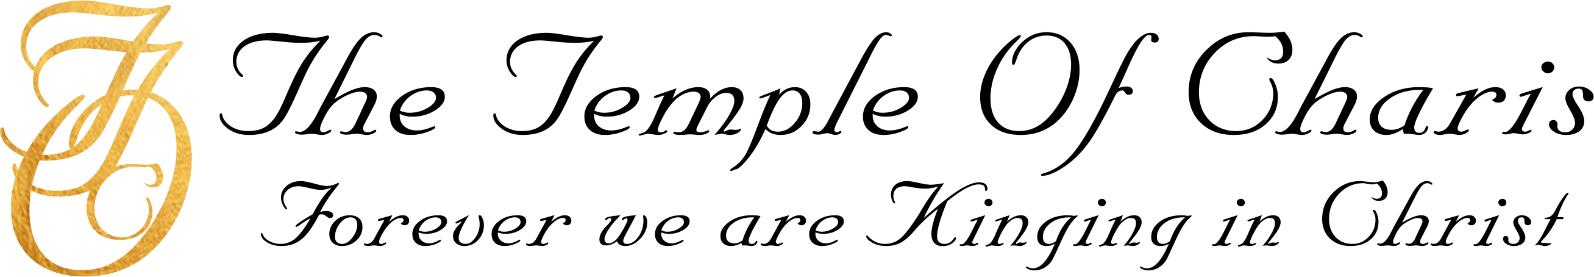 The Temple Of Charis
Forever we are Kinging in Christ